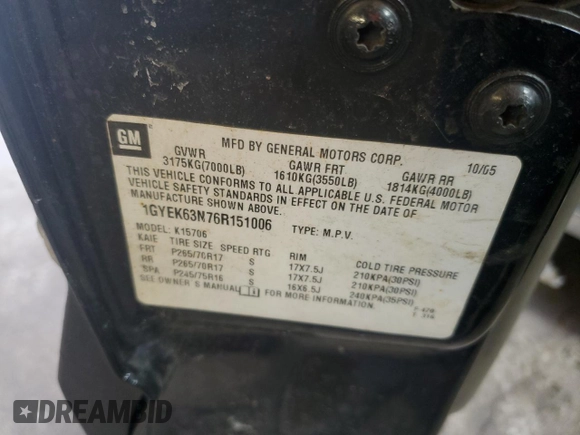 GM
MFD BY GENERAL MOTORS CORP. 10/05
GVWR GAWR FRT GAWR RR
3175KG(7000LB) 1610KG(3550LB) 1814KG(4000LB)
THIS VEHICLE CONFORMS TO ALL APPLICABLE U.S. FEDERAL MOTOR
VEHICLE SAFETY STANDARDS IN EFFECT ON THE DATE OF
MANUFACTURE SHOWN ABOVE.
1GYEK63N76R151006 TYPE: M.P.V.
MODEL: K15706
KAIE TIRE SIZE SPEED RTG RIM COLD TIRE PRESSURE
FRT P265/70R17 S 17X7.5J 210KPA(30PSI)
RR P265/70R17 S 17X7.5J 210KPA(30PSI)
SPA P245/75R16 S 16X6.5J 240KPA(35PSI)
SEE OWNER'S MANUAL FOR MORE INFORMATION.
DREAMBID